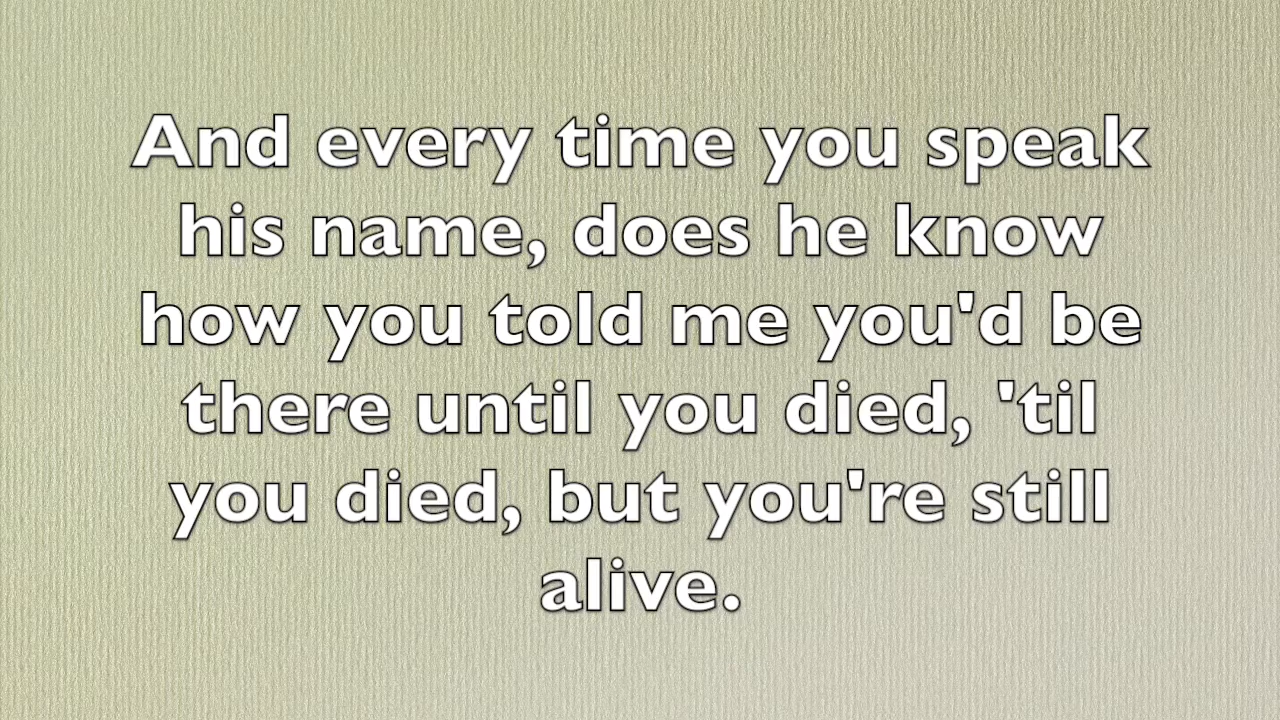 And every time you speak
his name, does he know
how you told me you'd be
there until you died, 'til
you died, but you're still
alive.